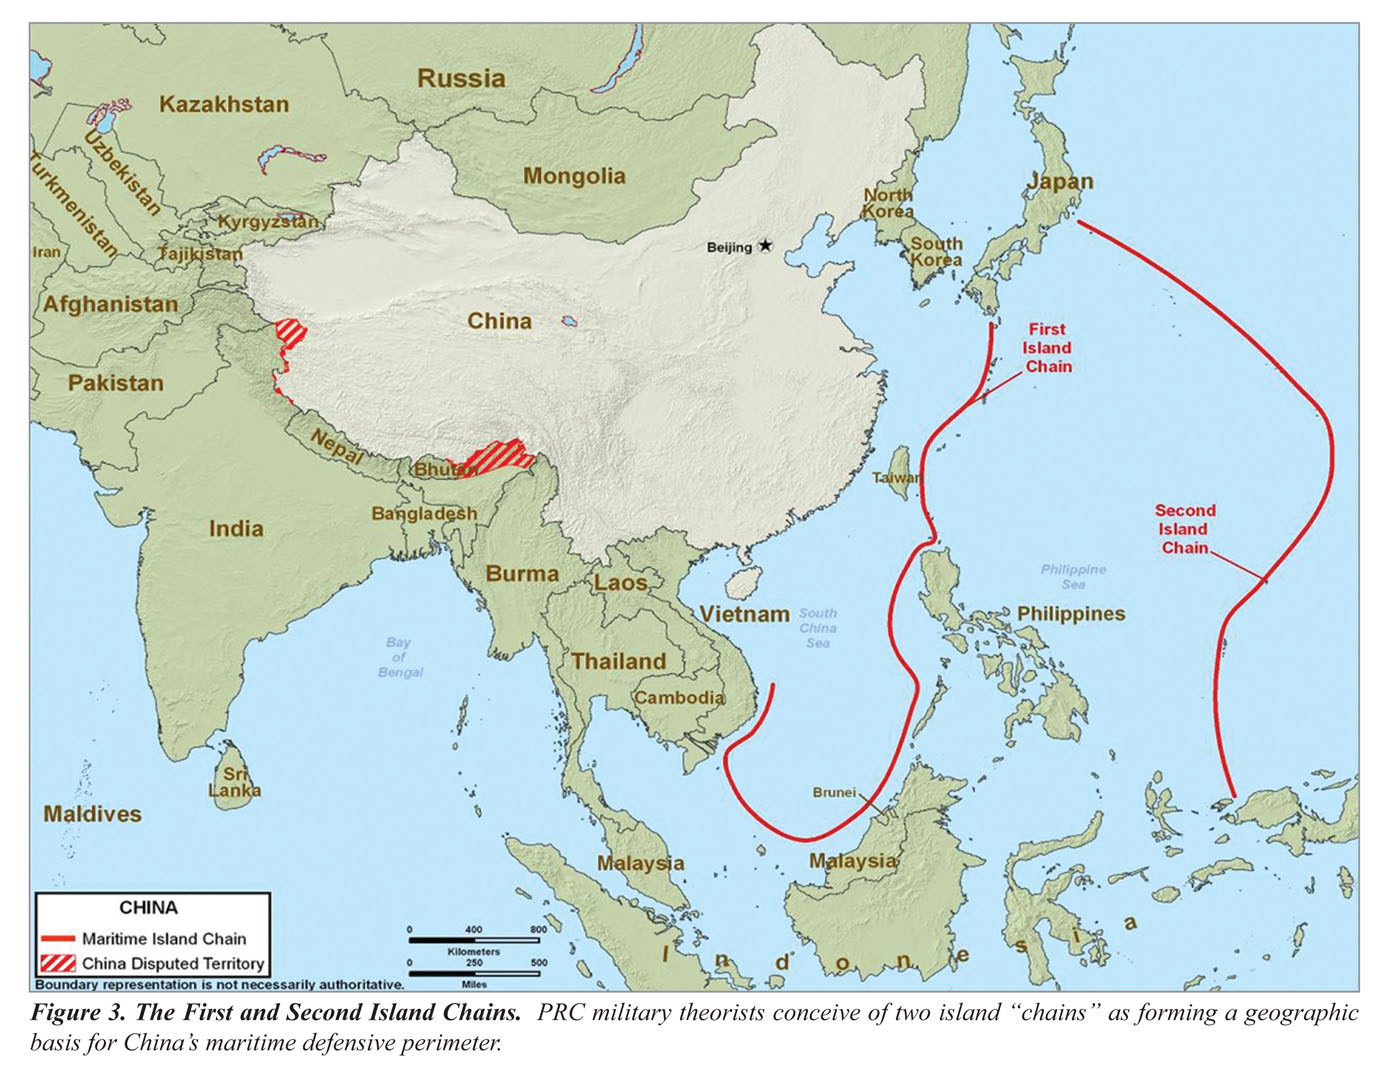 Russia
Kazakhstan
Uzbekistan
Turkmenistan
Mongolia
Kyrgyzstan
Iran
Tajikistan
Afghanistan
Pakistan
China
Beijing
North
Korea
South
Korea
Japan
First
Island
Chain
Nepal
Bhutan
Bangladesh
India
Burma
Laos
Vietnam
Thailand
Cambodia
Taiwan
Second
Island
Chain
Philippine
Sea
Philippines
South
China
Sea
Bay
of
Bengal
Sri
Lanka
Maldives
Brunei
Malaysia
Malaysia
Indonesia
CHINA
Maritime Island Chain
China Disputed Territory
Boundary representation is not necessarily authoritative.
0 400 800
Kilometers
0 250 500
Miles
Figure 3. The First and Second Island Chains. PRC military theorists conceive of two island “chains” as forming a geographic
basis for China’s maritime defensive perimeter.